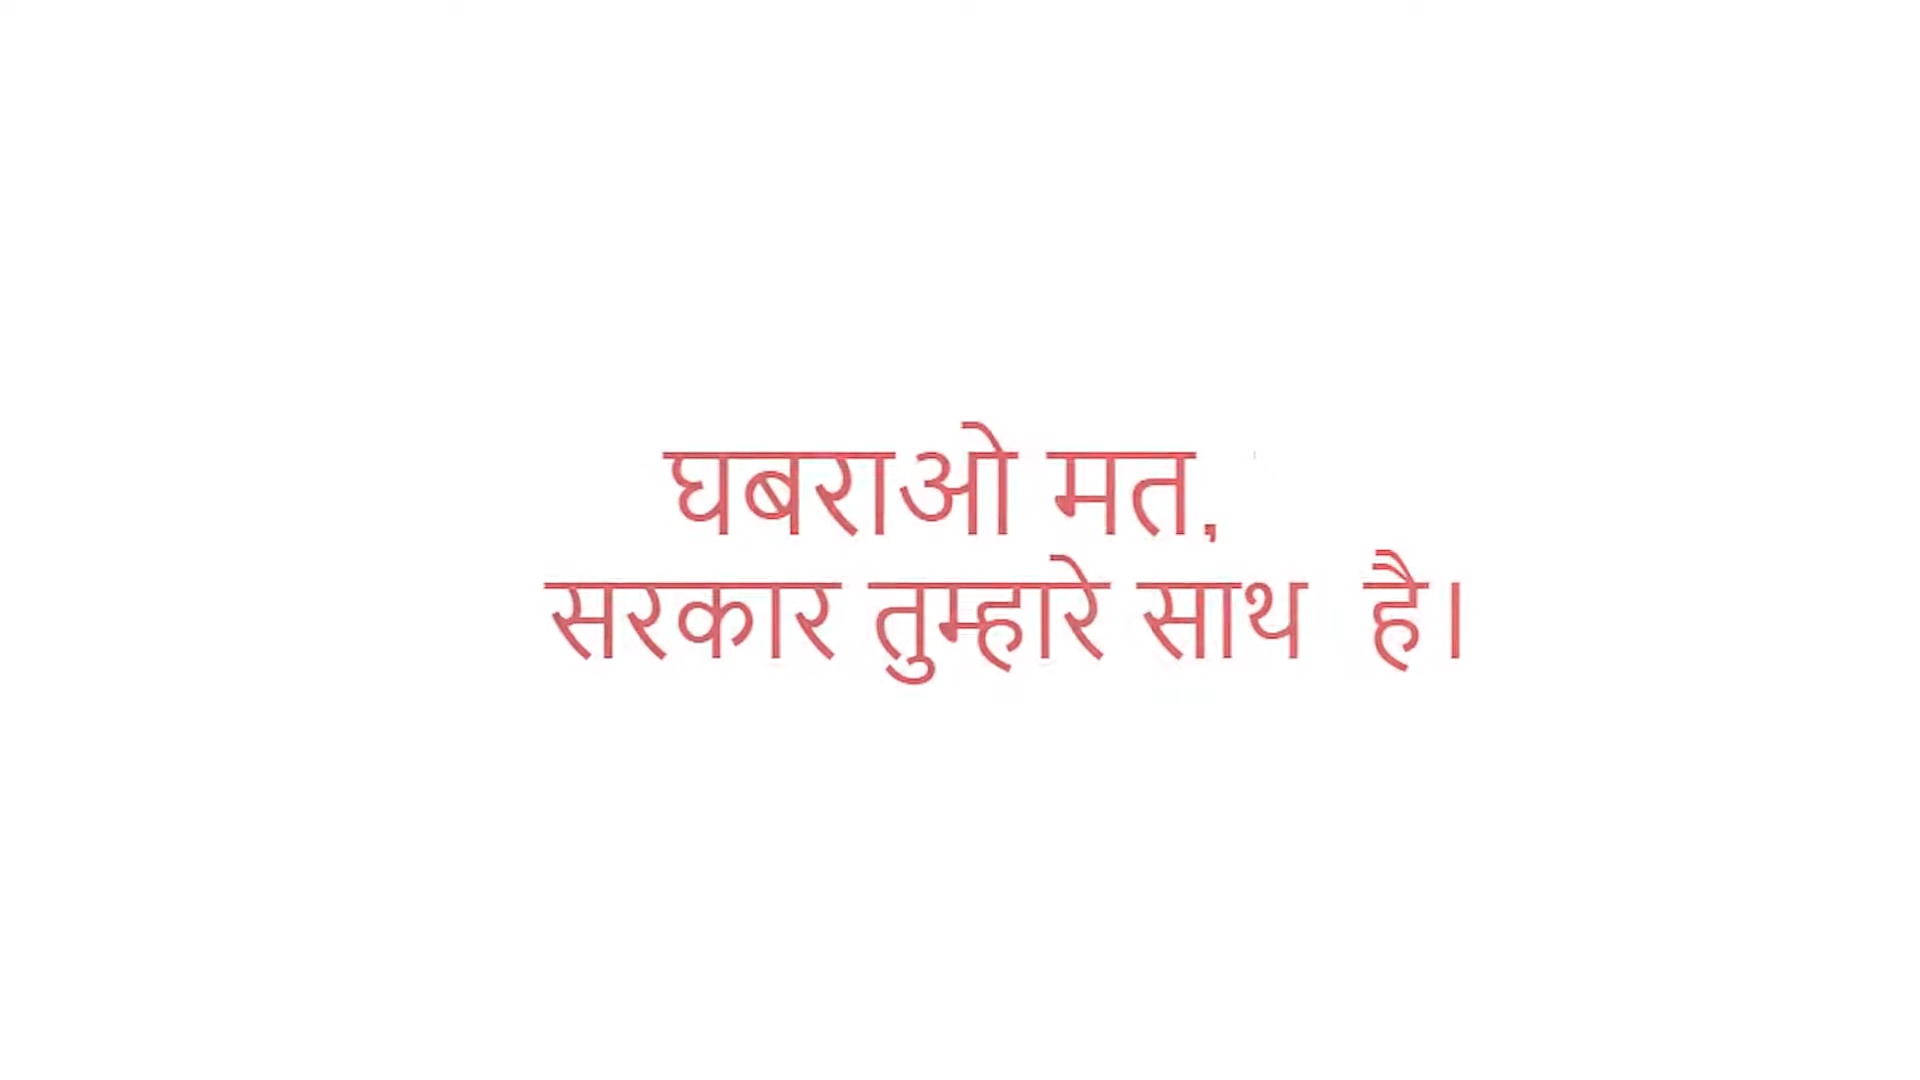 घबराओ मत,
सरकार तुम्हारे साथ है।